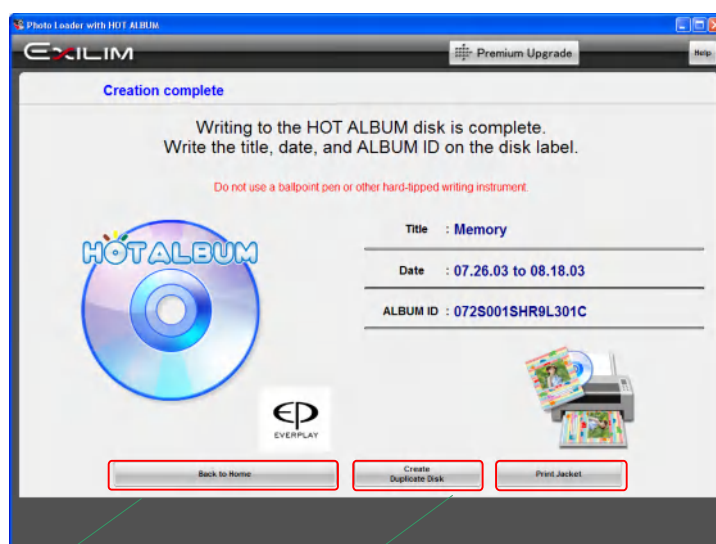 Photo Loader with HOT ALBUM
EXILIM
Premium Upgrade
Help
Creation complete
Writing to the HOT ALBUM disk is complete.
Write the title, date, and ALBUM ID on the disk label.
Do not use a ballpoint pen or other hard-tipped writing instrument.
HOTALBUM
Title : Memory
Date : 07.26.03 to 08.18.03
ALBUM ID : 072S001SHR9L301C
EP
EVERPLAY
Back to Home
Create
Duplicate Disk
Print Jacket